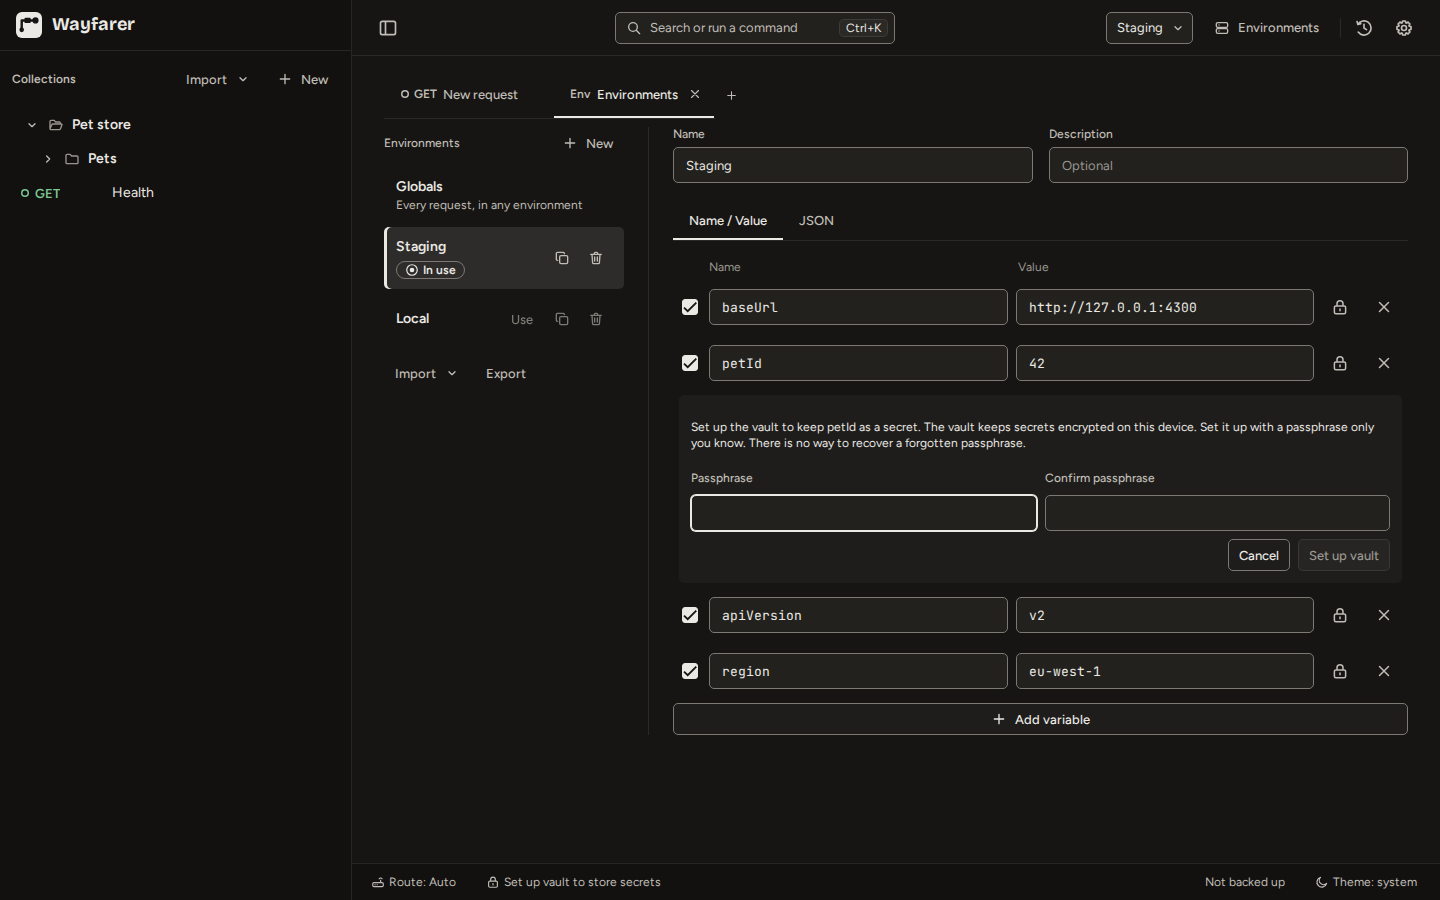 Wayfarer
Search or run a command
Ctrl+K
Staging
Environments
Collections
Import
New
Pet store
Pets
GET
Health
GET New request
Env Environments
Environments
New
Globals
Every request, in any environment
Staging
In use
Local
Use
Import
Export
Name
Description
Staging
Optional
Name / Value
JSON
Name
Value
baseUrl
http://127.0.0.1:4300
petId
42
Set up the vault to keep petId as a secret. The vault keeps secrets encrypted on this device. Set it up with a passphrase only
you know. There is no way to recover a forgotten passphrase.
Passphrase
Confirm passphrase
Cancel
Set up vault
apiVersion
v2
region
eu-west-1
Add variable
Route: Auto
Set up vault to store secrets
Not backed up
Theme: system